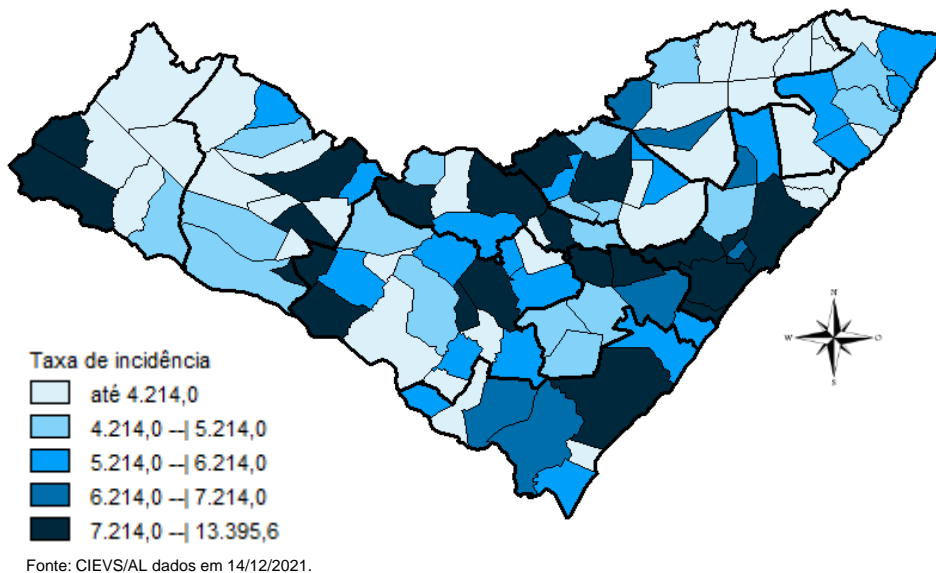 N
W
O
S
Taxa de incidência
até 4.214,0
4.214,0 --| 5.214,0
5.214,0 --| 6.214,0
6.214,0 --| 7.214,0
7.214,0 --| 13.395,6
Fonte: CIEVS/AL dados em 14/12/2021.